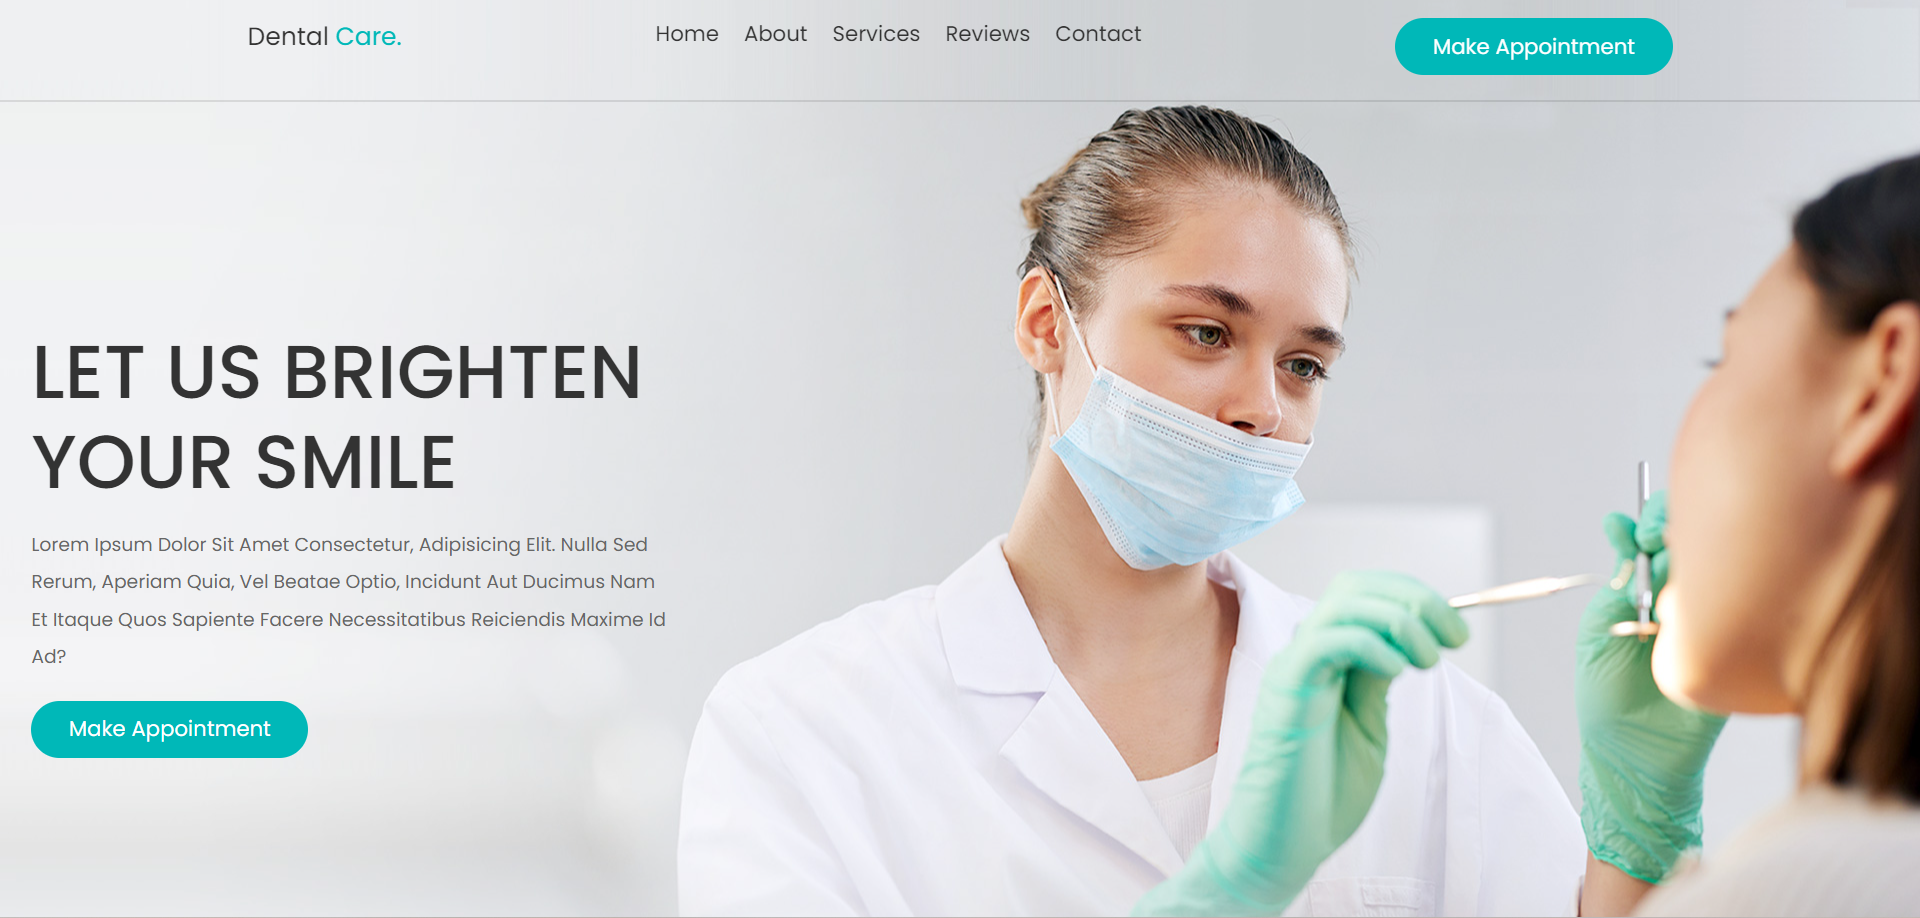 Dental Care.
Home About Services Reviews Contact
Make Appointment
LET US BRIGHTEN
YOUR SMILE
Lorem Ipsum Dolor Sit Amet Consectetur, Adipisicing Elit. Nulla Sed
Rerum, Aperiam Quia, Vel Beatae Optio, Incidunt Aut Ducimus Nam
Et Itaque Quos Sapiente Facere Necessitatibus Reiciendis Maxime Id
Ad?
Make Appointment